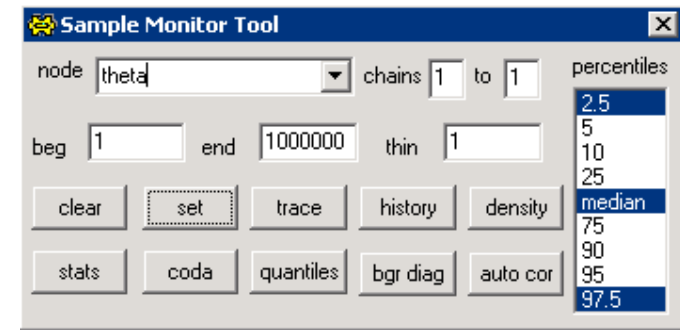 Sample Monitor Tool
node theta chains 1 to 1
beg 1 end 1000000 thin 1
clear set trace history density
stats coda quantiles bgr diag auto cor
percentiles
2.5
5
10
25
median
75
90
95
97.5